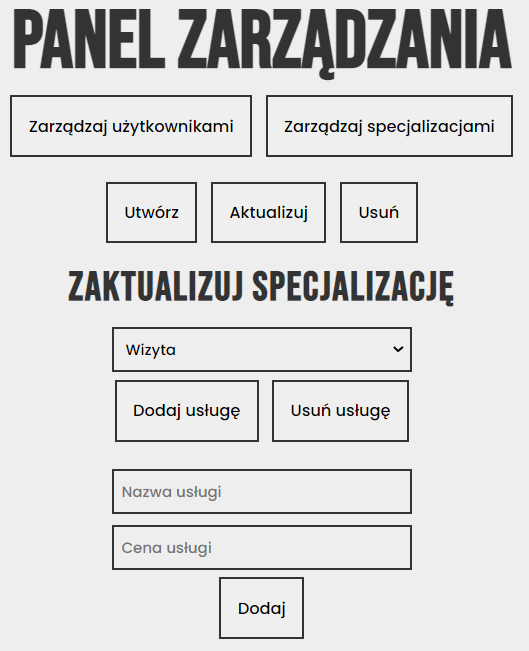 PANEL ZARZĄDZANIA
Zarządzaj użytkownikami Zarządzaj specjalizacjami
Utwórz Aktualizuj Usuń
ZAKTUALIZUJ SPECJALIZACJĘ
Wizyta
Dodaj usługę Usuń usługę
Nazwa usługi
Cena usługi
Dodaj